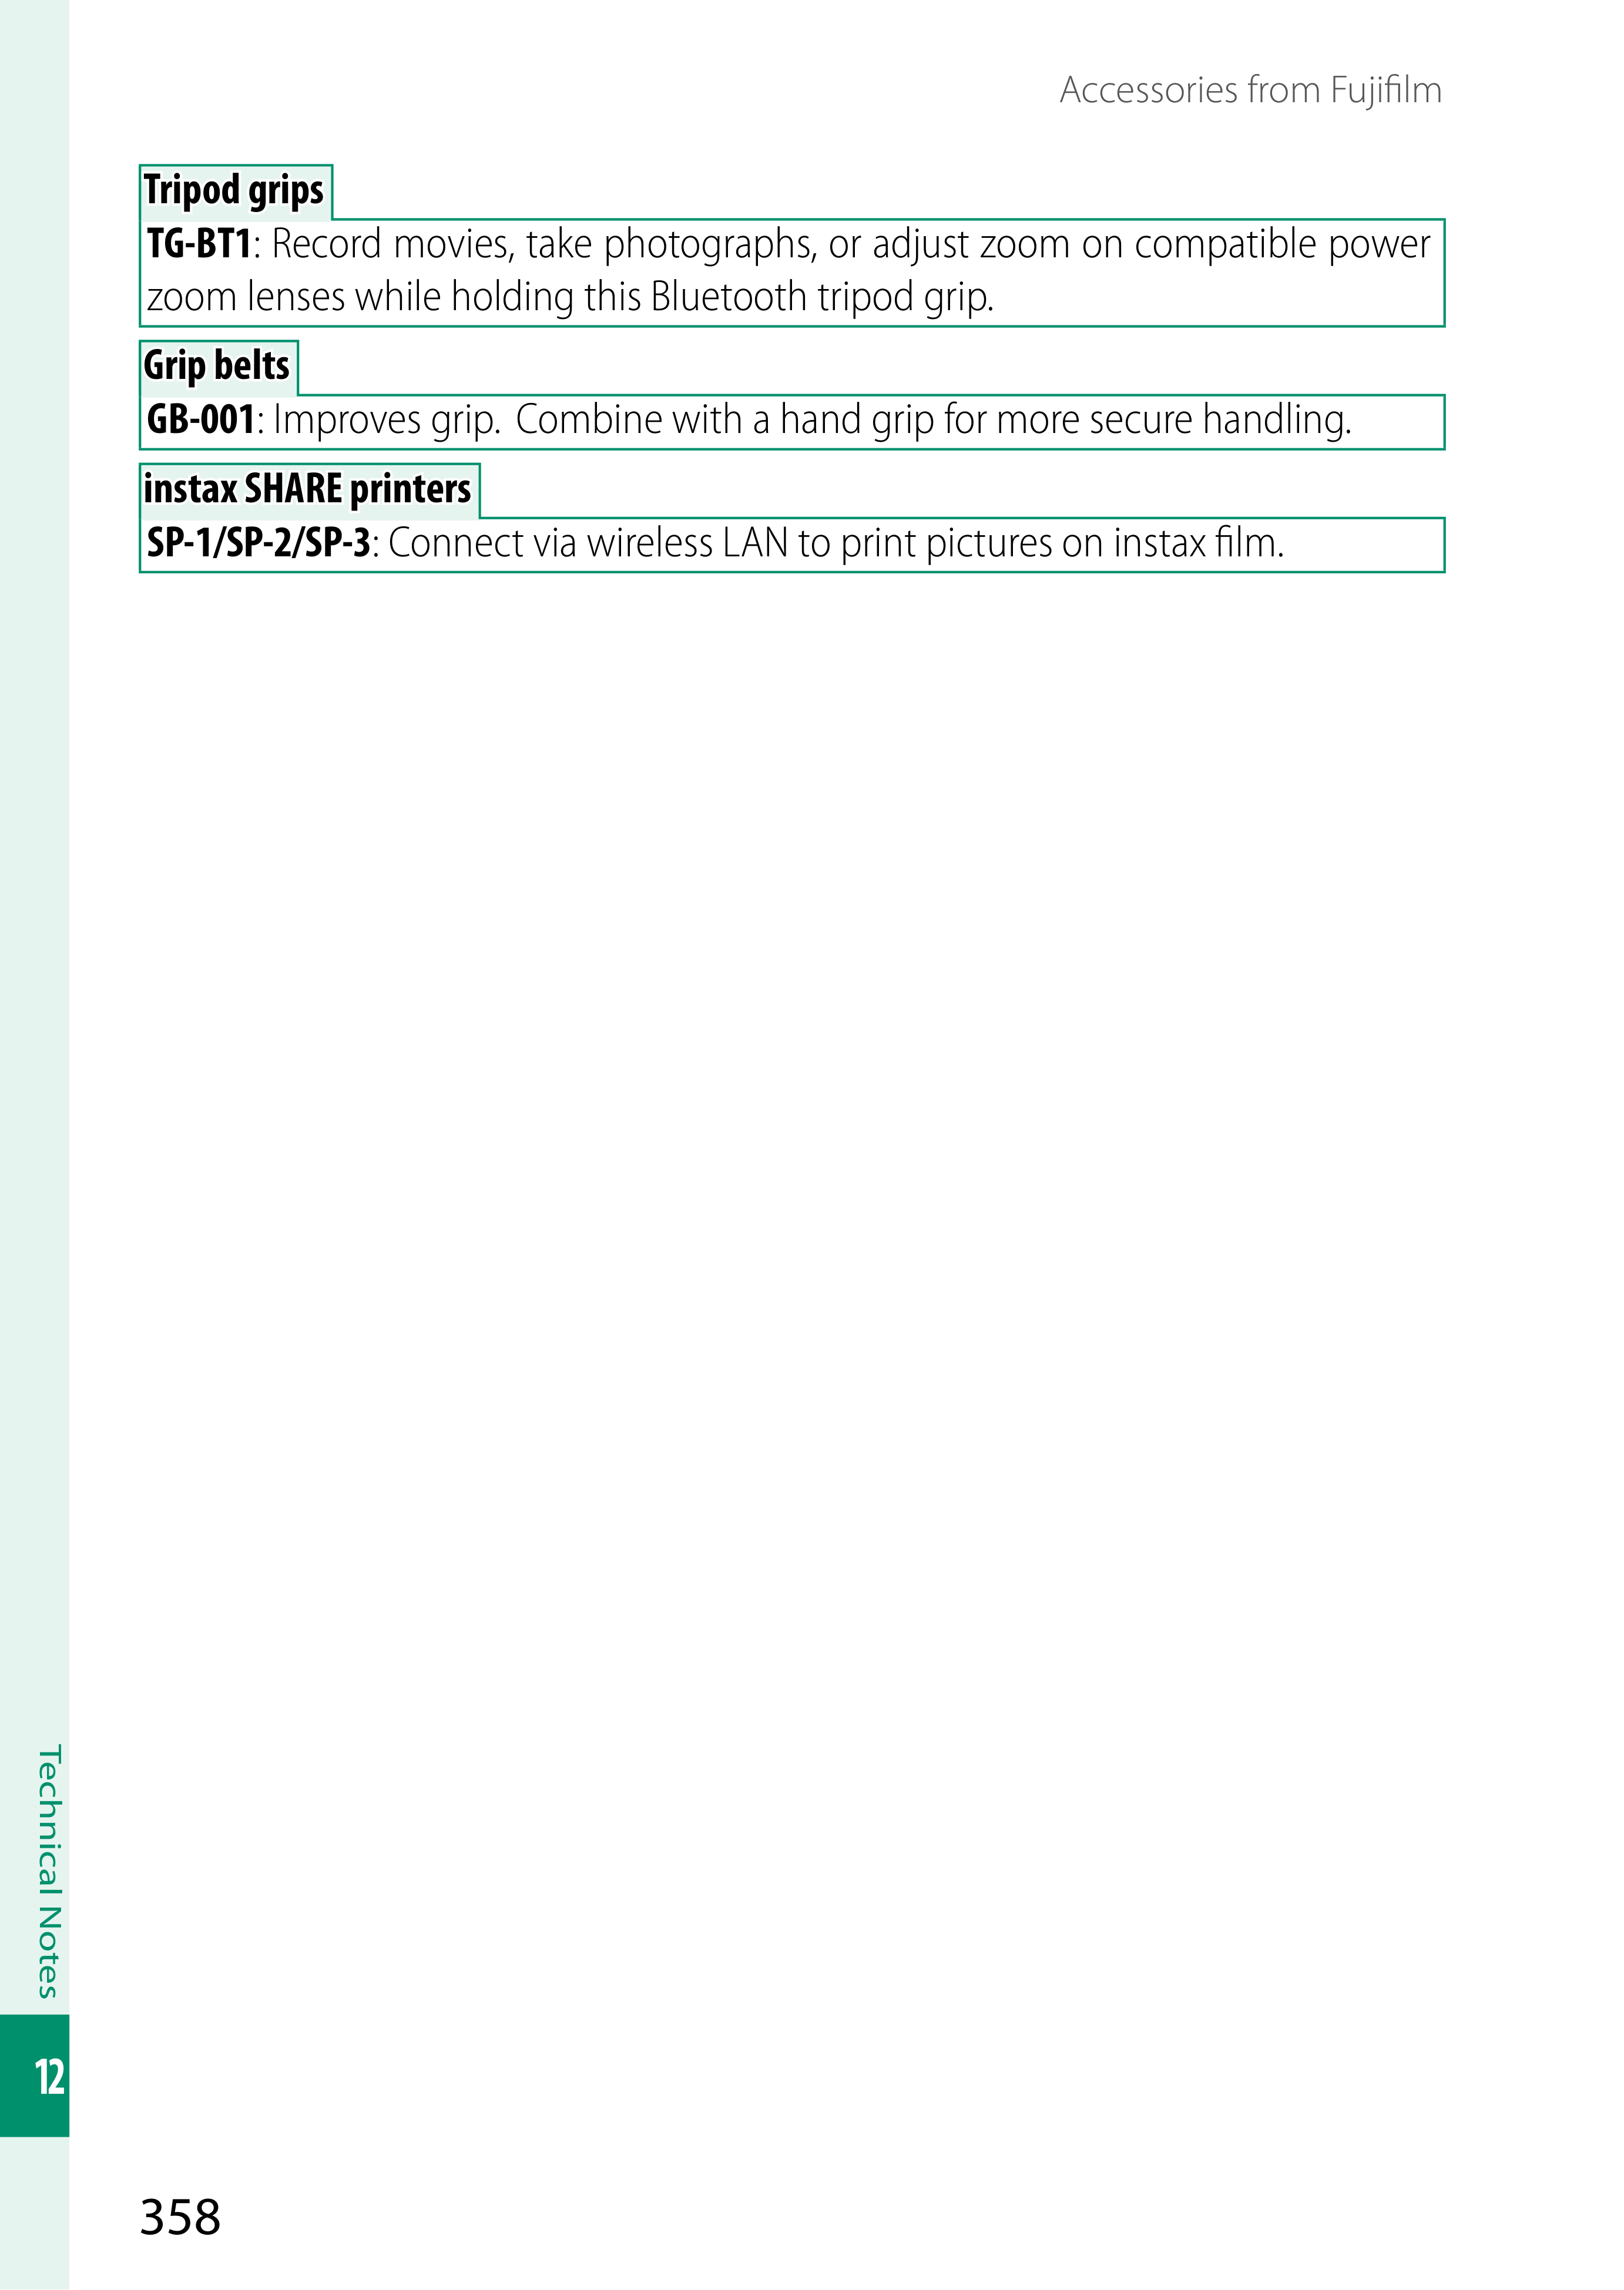 Accessories from Fujifilm
Tripod grips
TG-BT1: Record movies, take photographs, or adjust zoom on compatible power
zoom lenses while holding this Bluetooth tripod grip.
Grip belts
GB-001: Improves grip. Combine with a hand grip for more secure handling.
instax SHARE printers
SP-1/SP-2/SP-3: Connect via wireless LAN to print pictures on instax film.
Technical Notes
12
358